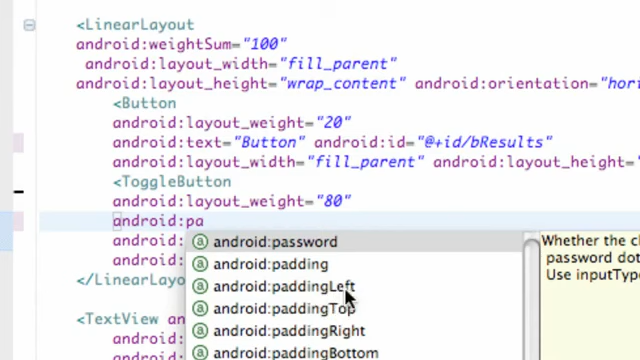 <LinearLayout
android:weightSum="100"
android:layout_width="fill_parent"
android:layout_height="wrap_content" android:orientation="hori
<Button
android:layout_weight="20"
android:text="Button" android:id="@+id/bResults"
android:layout_width="fill_parent" android:layout_height="
<ToggleButton
android:layout_weight="80"
android:pa
android:
android:
</LinearLayou
<TextView an
android:
android:
android:password
android:padding
android:paddingLeft
android:paddingTop
android:paddingRight
android:paddingBottom
Whether the c
password dot
Use inputType